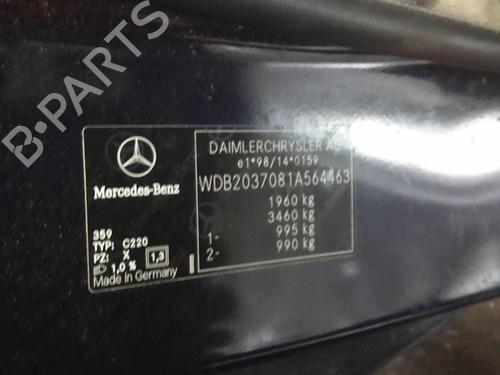 B-PARTS
Mercedes-Benz
359
TYP: C220
PZ: X
1,0% 1,3
Made in Germany
DAIMLERCHRYSLER AG
e1*98/14*0159
WDB2037081A564463
1960 kg
3460 kg
1- 995 kg
2- 990 kg